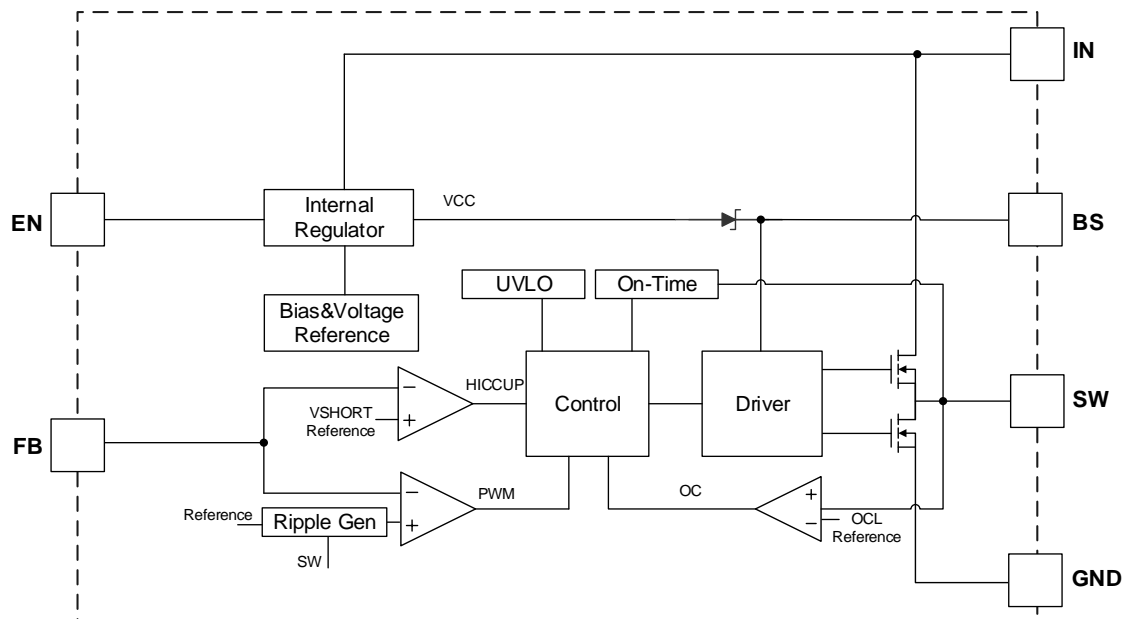 IN
EN
Internal
Regulator
VCC
BS
UVLO
On-Time
Bias&Voltage
Reference
HICCUP
−
VSHORT
Reference
+
Control
Driver
SW
FB
−
PWM
OC
+
Reference
Ripple Gen
+
−
OCL
Reference
SW
GND